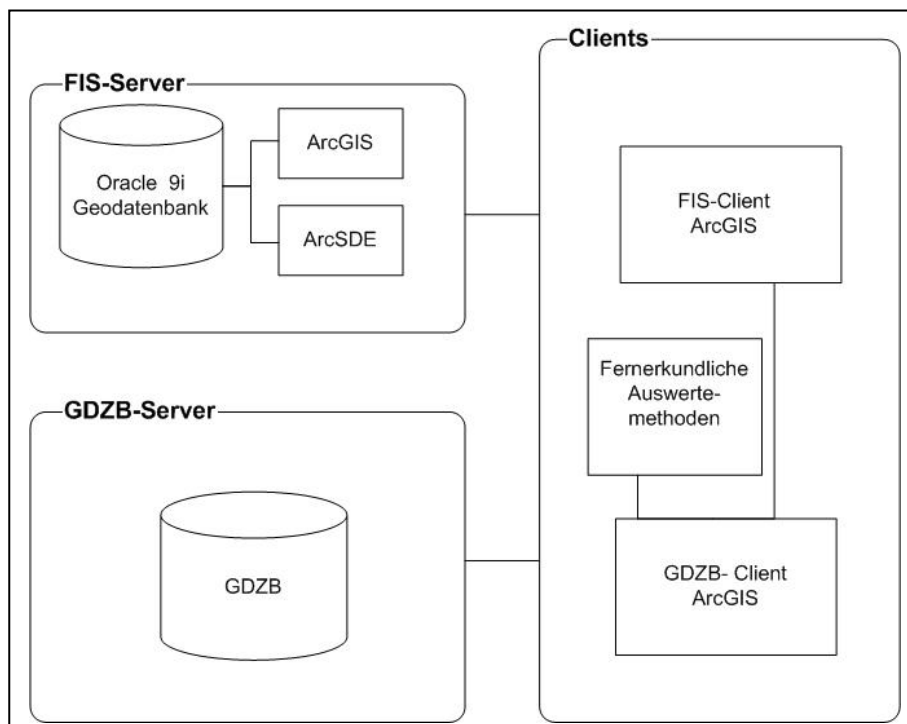 FIS-Server
Oracle 9i
Geodatenbank
ArcGIS
ArcSDE
GDZB-Server
GDZB
Clients
FIS-Client
ArcGIS
Fernerkundliche
Auswerte-
methoden
GDZB- Client
ArcGIS